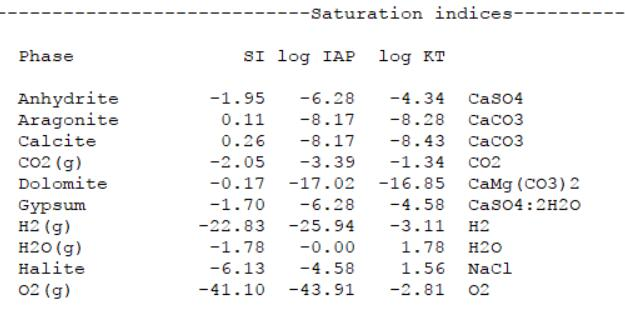 -------------------------------Saturation indices-----------
Phase SI log IAP log KT
Anhydrite -1.95 -6.28 -4.34 CaSO4
Aragonite 0.11 -8.17 -8.28 CaCO3
Calcite 0.26 -8.17 -8.43 CaCO3
CO2(g) -2.05 -3.39 -1.34 CO2
Dolomite -0.17 -17.02 -16.85 CaMg(CO3)2
Gypsum -1.70 -6.28 -4.58 CaSO4:2H2O
H2(g) -22.83 -25.94 -3.11 H2
H2O(g) -1.78 -0.00 1.78 H2O
Halite -6.13 -4.58 1.56 NaCl
O2(g) -41.10 -43.91 -2.81 O2